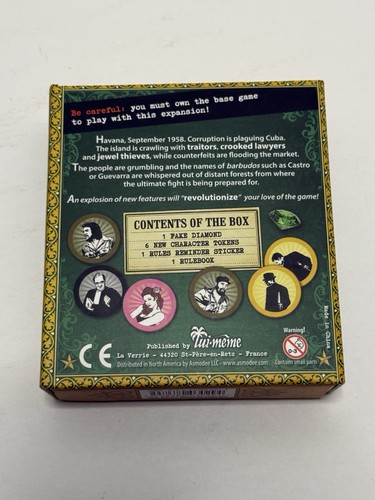 Be careful: you must own the base game
to play with this expansion!
Havana, September 1958. Corruption is plaguing Cuba.
The island is crawling with traitors, crooked lawyers
and jewel thieves, while counterfeits are flooding the market.
The people are grumbling and the names of barbudos such as Castro
or Guevarra are whispered out of distant forests from where
the ultimate fight is being prepared for.
An explosion of new features will "revolutionize" your love of the game!
CONTENTS OF THE BOX
1 FAKE DIAMOND
6 NEW CHARACTER TOKENS
1 RULES REMINDER STICKER
1 RULEBOOK
Made in China
Warning!
0-3
Contains small parts
CE
Published by Lui-même
La Verrie - 44320 St-Père-en-Retz - France
Distributed in North America by Asmodee LLC - www.asmodee.com